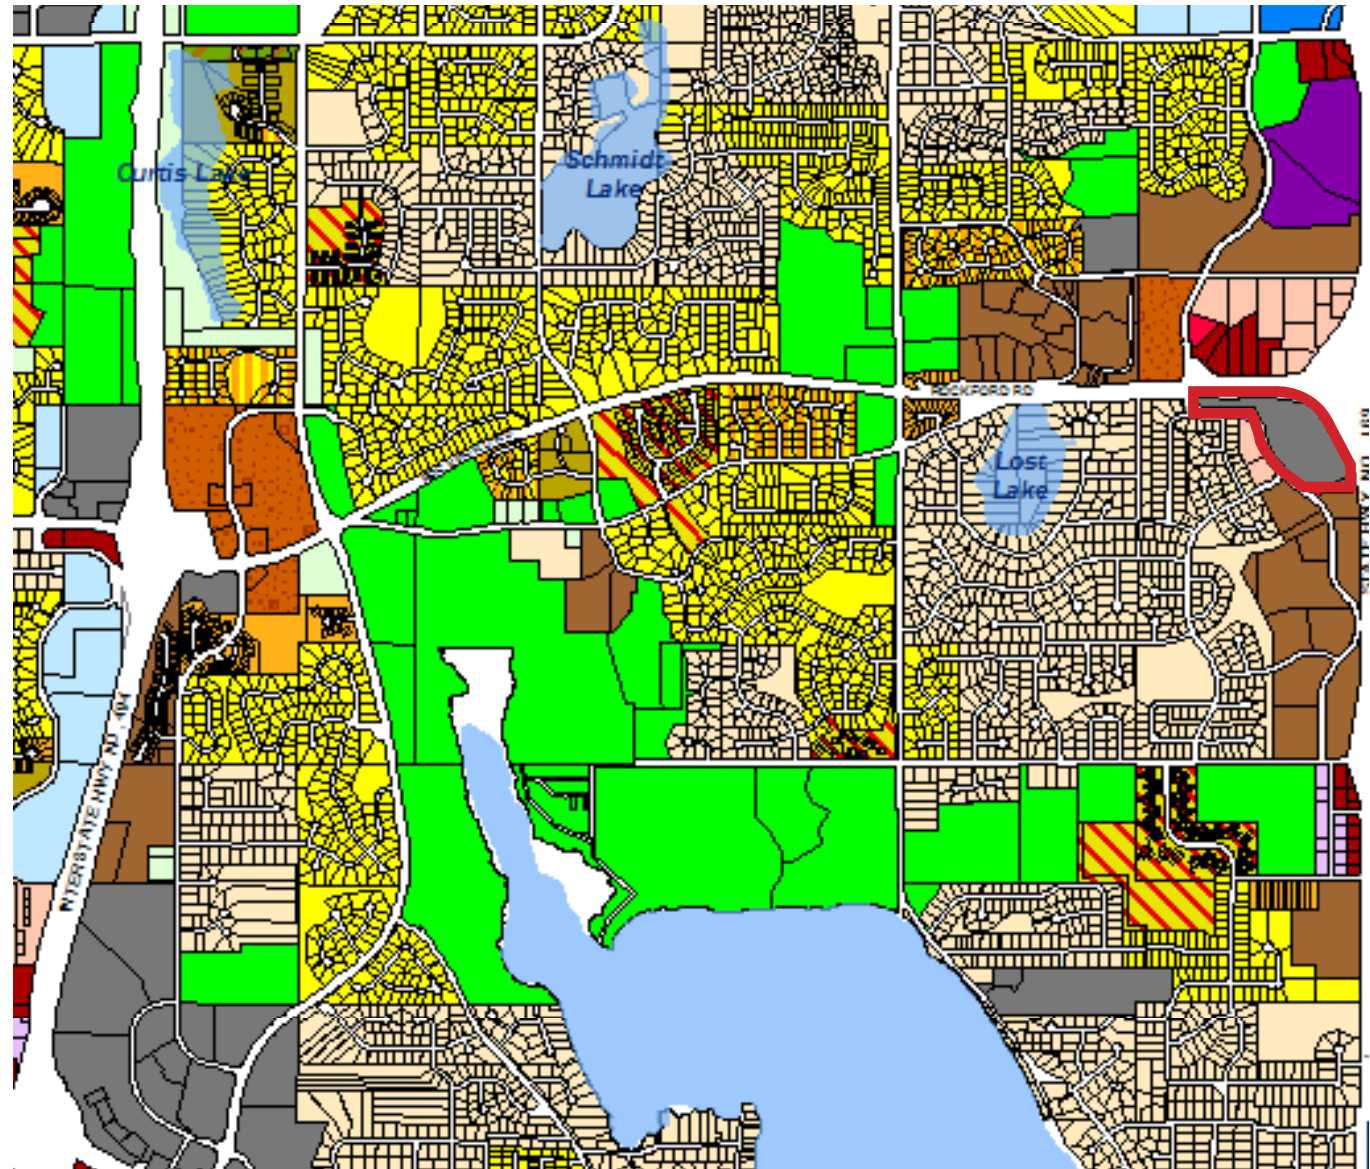 Curtis Lake
Schmidt
Lake
ROCKFORD RD
Lost
Lake
INTERSTATE HWY NO. 494